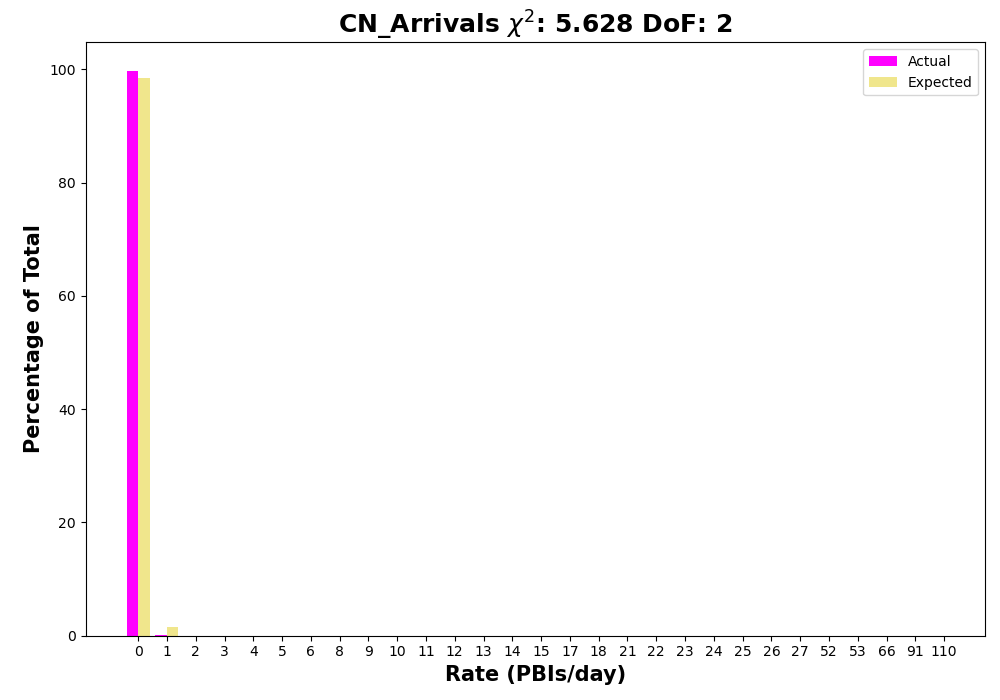 CN_Arrivals χ²: 5.628 DoF: 2
Actual
Expected
Percentage of Total
100
80
60
40
20
0
0 1 2 3 4 5 6 8 9 10 11 12 13 14 15 17 18 21 22 23 24 25 26 27 52 53 66 91 110
Rate (PBIs/day)